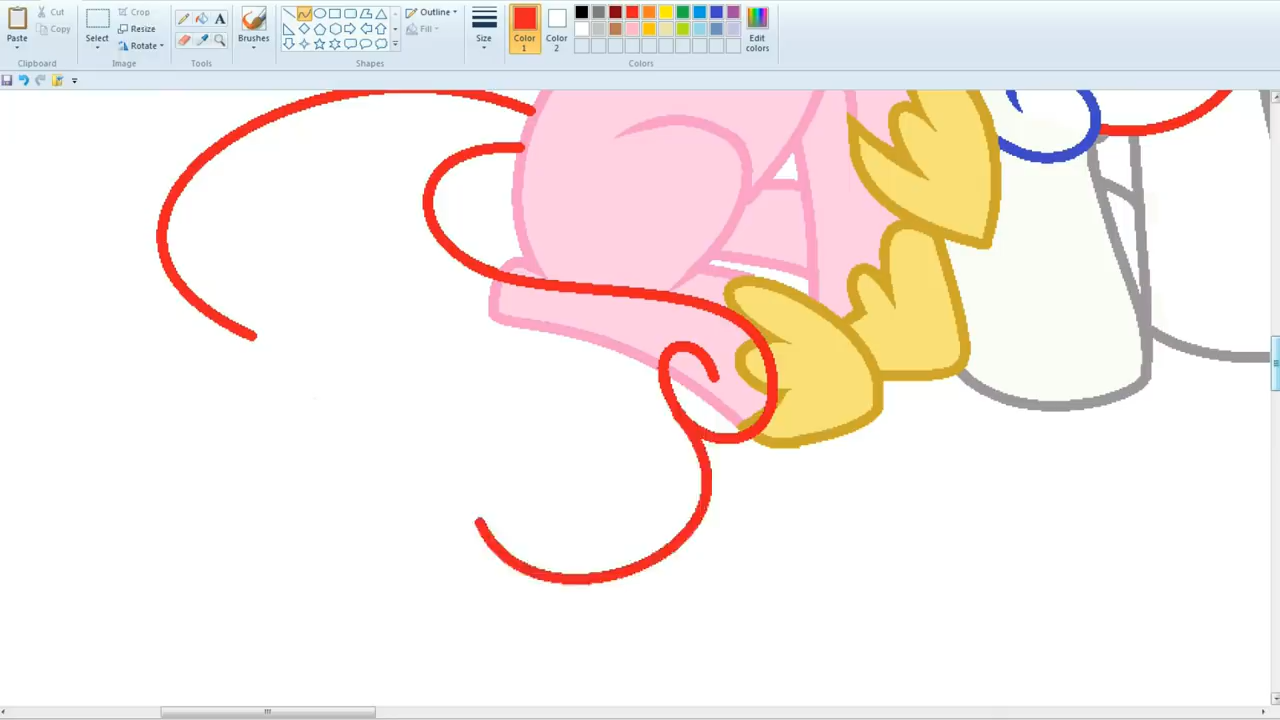 Paste
Cut
Copy
Clipboard
Select
Crop
Resize
Rotate
Image
A
Tools
Brushes
Shapes
Outline
Fill
Size
Color
1
Color
2
Edit
colors
Colors